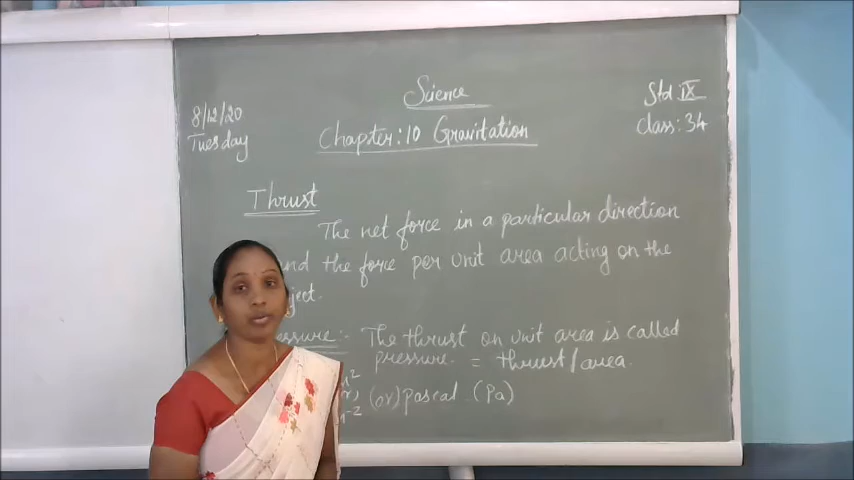 8/12/20
Tuesday
Science
Chapter:10 Gravitation
Std IX
Class: 34
Thrust
The net force in a particular direction
the force per unit area acting on the
The thrust on unit area is called
pressure. = thrust/area.
(or) pascal (Pa)